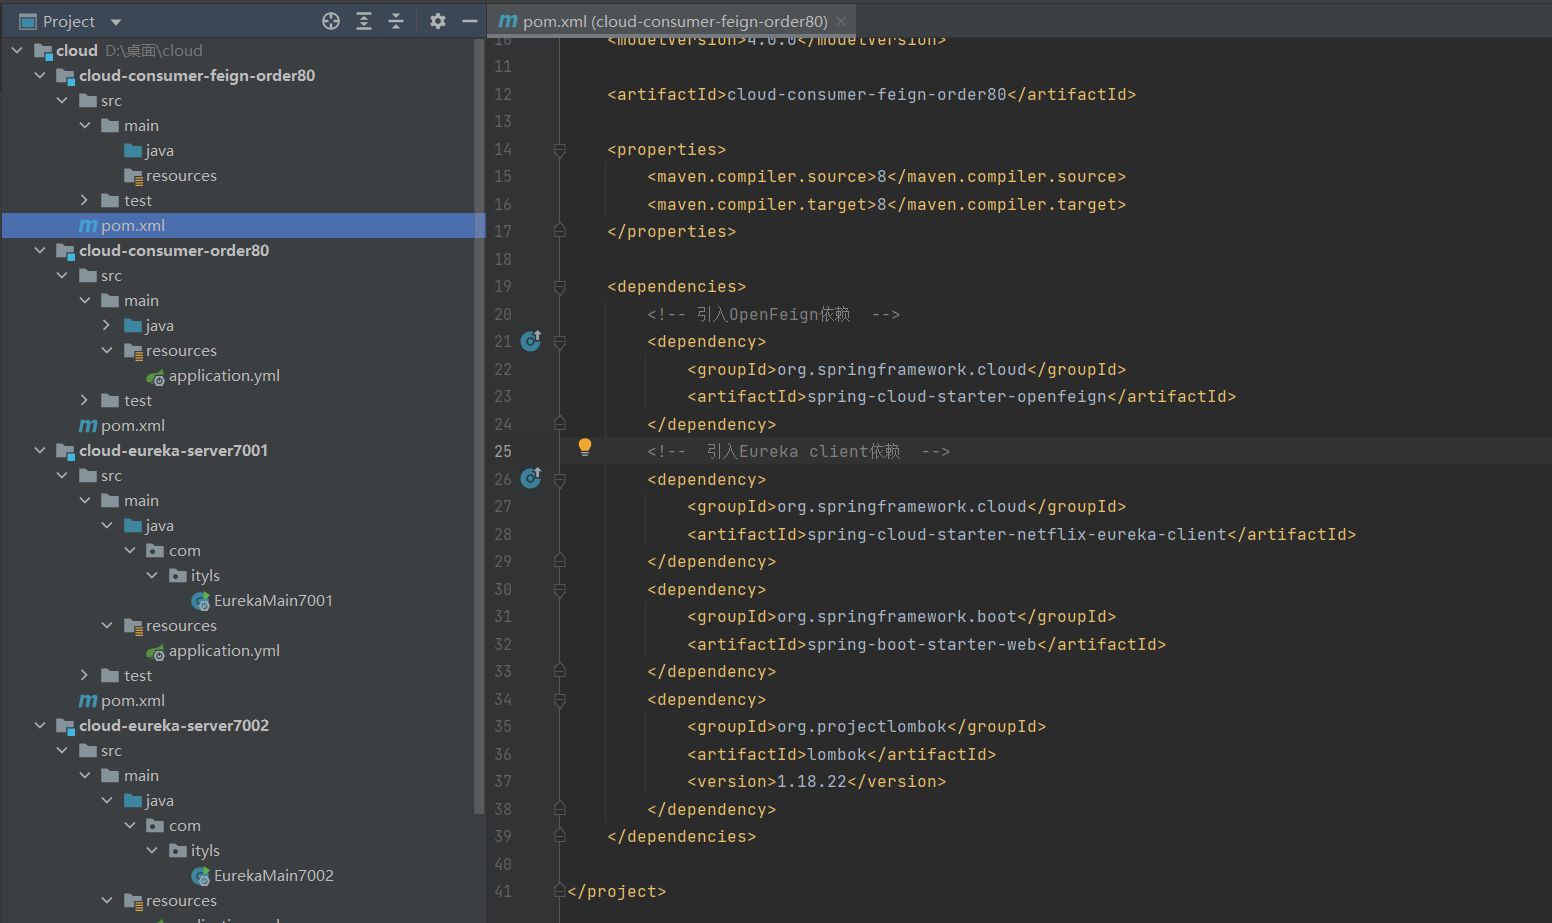 Project
cloud D:\桌面\cloud
cloud-consumer-feign-order80
src
main
java
resources
test
pom.xml
cloud-consumer-order80
src
main
java
resources
application.yml
test
pom.xml
cloud-eureka-server7001
src
main
java
com
ityls
EurekaMain7001
resources
application.yml
test
pom.xml
cloud-eureka-server7002
src
main
java
com
ityls
EurekaMain7002
resources
pom.xml (cloud-consumer-feign-order80)
10 <modelVersion>4.0.0</modelVersion>
11
12 <artifactId>cloud-consumer-feign-order80</artifactId>
13
14 <properties>
15 <maven.compiler.source>8</maven.compiler.source>
16 <maven.compiler.target>8</maven.compiler.target>
17 </properties>
18
19 <dependencies>
20 <!-- 引入OpenFeign依赖 -->
21 <dependency>
22 <groupId>org.springframework.cloud</groupId>
23 <artifactId>spring-cloud-starter-openfeign</artifactId>
24 </dependency>
25 <!-- 引入Eureka client依赖 -->
26 <dependency>
27 <groupId>org.springframework.cloud</groupId>
28 <artifactId>spring-cloud-starter-netflix-eureka-client</artifactId>
29 </dependency>
30 <dependency>
31 <groupId>org.springframework.boot</groupId>
32 <artifactId>spring-boot-starter-web</artifactId>
33 </dependency>
34 <dependency>
35 <groupId>org.projectlombok</groupId>
36 <artifactId>lombok</artifactId>
37 <version>1.18.22</version>
38 </dependency>
39 </dependencies>
40
41 </project>